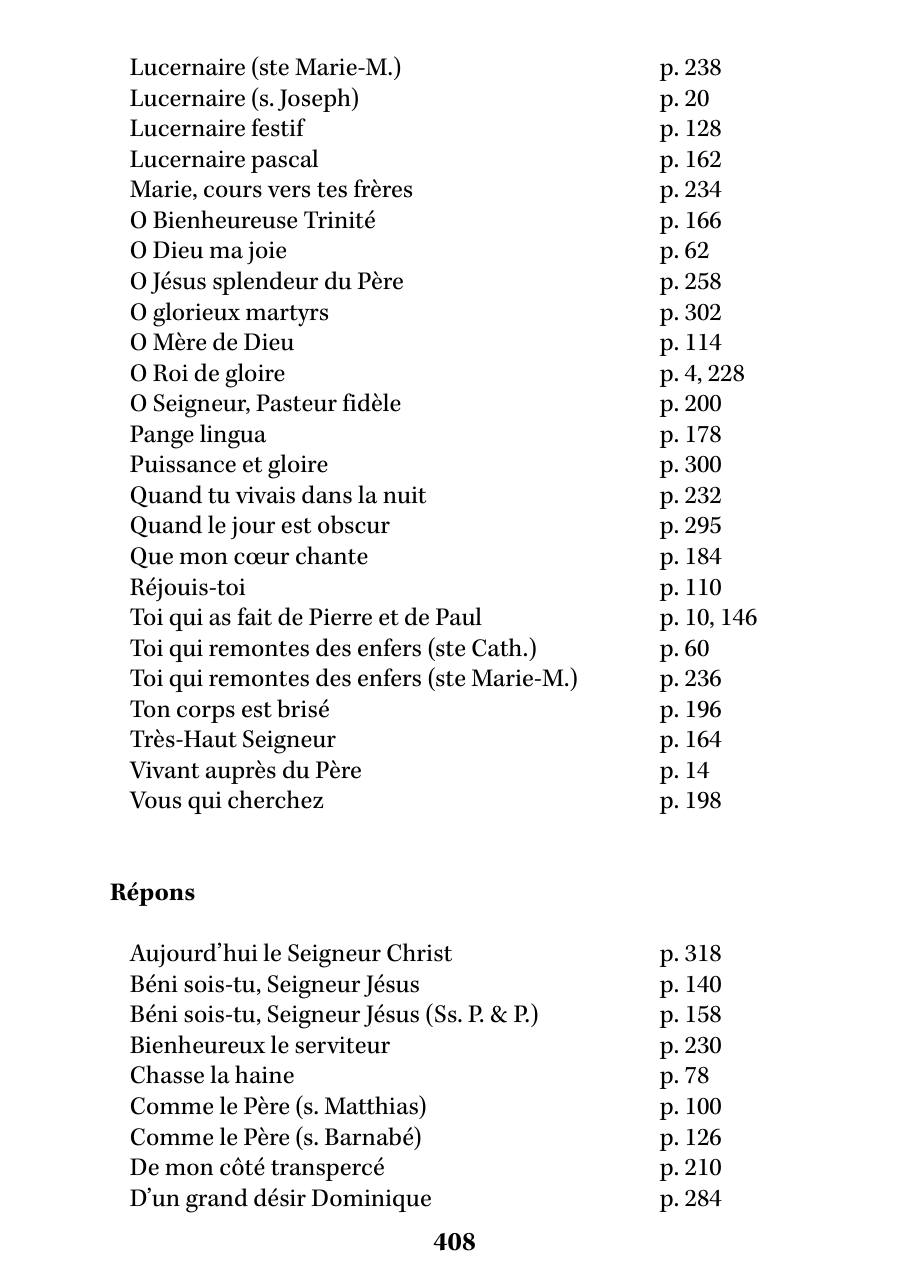 Lucernaire (ste Marie-M.) p. 238
Lucernaire (s. Joseph) p. 20
Lucernaire festif p. 128
Lucernaire pascal p. 162
Marie, cours vers tes frères p. 234
O Bienheureuse Trinité p. 166
O Dieu ma joie p. 62
O Jésus splendeur du Père p. 258
O glorieux martyrs p. 302
O Mère de Dieu p. 114
O Roi de gloire p. 4, 228
O Seigneur, Pasteur fidèle p. 200
Pange lingua p. 178
Puissance et gloire p. 300
Quand tu vivais dans la nuit p. 232
Quand le jour est obscur p. 295
Que mon cœur chante p. 184
Réjouis-toi p. 110
Toi qui as fait de Pierre et de Paul p. 10, 146
Toi qui remontes des enfers (ste Cath.) p. 60
Toi qui remontes des enfers (ste Marie-M.) p. 236
Ton corps est brisé p. 196
Très-Haut Seigneur p. 164
Vivant auprès du Père p. 14
Vous qui cherchez p. 198
Répons
Aujourd’hui le Seigneur Christ p. 318
Béni sois-tu, Seigneur Jésus p. 140
Béni sois-tu, Seigneur Jésus (Ss. P. & P.) p. 158
Bienheureux le serviteur p. 230
Chasse la haine p. 78
Comme le Père (s. Matthias) p. 100
Comme le Père (s. Barnabé) p. 126
De mon côté transpercé p. 210
D’un grand désir Dominique p. 284
408